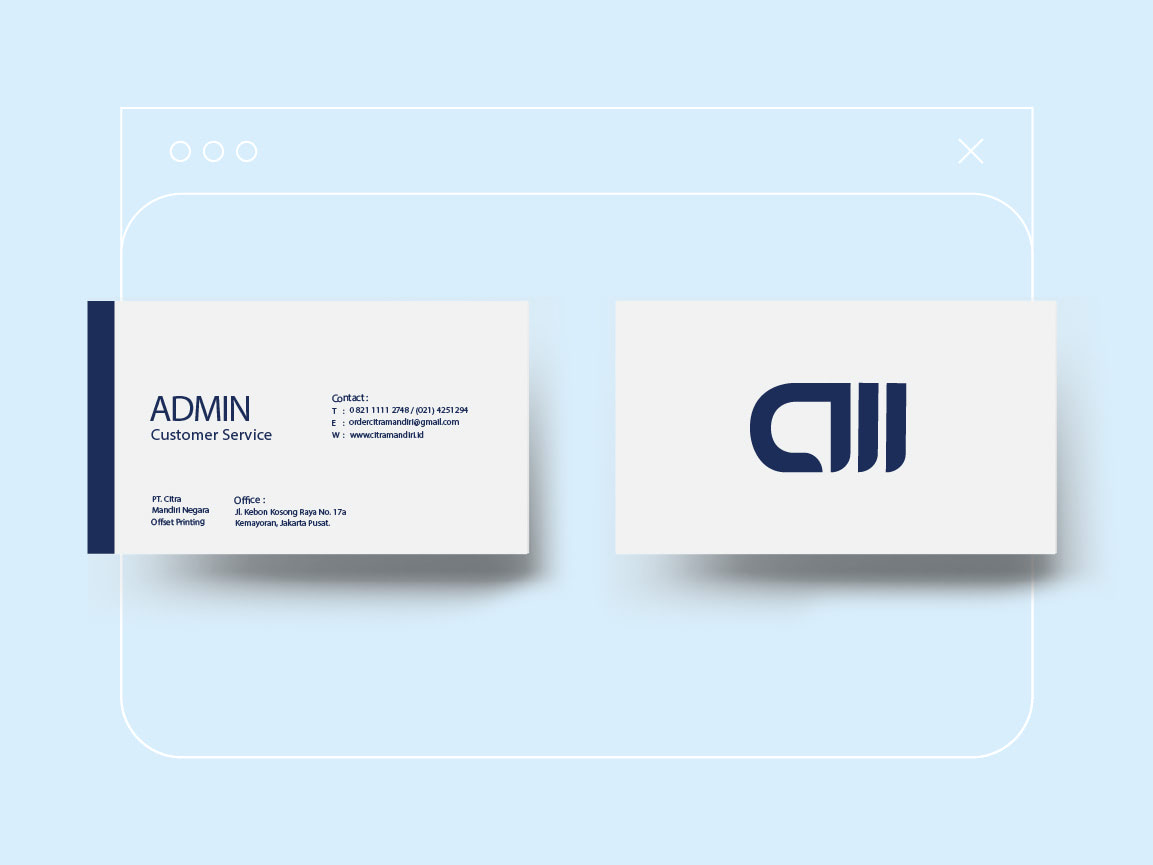 ADMIN
Customer Service
Contact :
T : 0 821 1111 2748 / (021) 4251294
E : ordercitramandiri@gmail.com
W : www.citramandiri.id
PT. Citra
Mandiri Negara
Offset Printing
Office :
Jl. Kebon Kosong Raya No. 17a
Kemayoran, Jakarta Pusat.